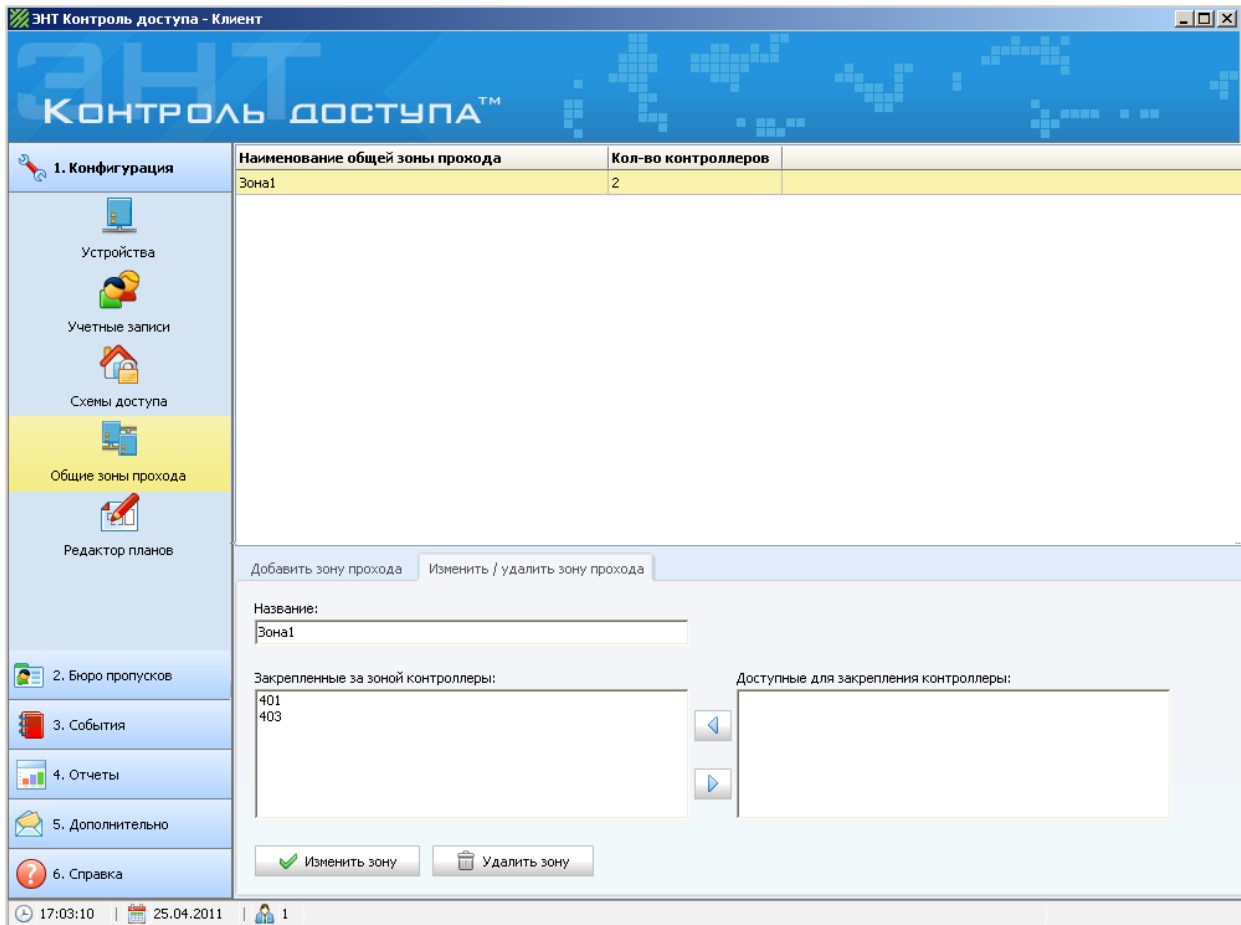 ЭНТ Контроль доступа - Клиент
ЭНТ
КОНТРОЛЬ ДОСТУПА™
1. Конфигурация
Устройства
Учетные записи
Схемы доступа
Общие зоны прохода
Редактор планов
2. Бюро пропусков
3. События
4. Отчеты
5. Дополнительно
6. Справка
Наименование общей зоны прохода Кол-во контроллеров
Зона1 2
Добавить зону прохода Изменить / удалить зону прохода
Название:
Зона1
Закрепленные за зоной контроллеры: Доступные для закрепления контроллеры:
401
403
Изменить зону Удалить зону
17:03:10 | 25.04.2011 | 1